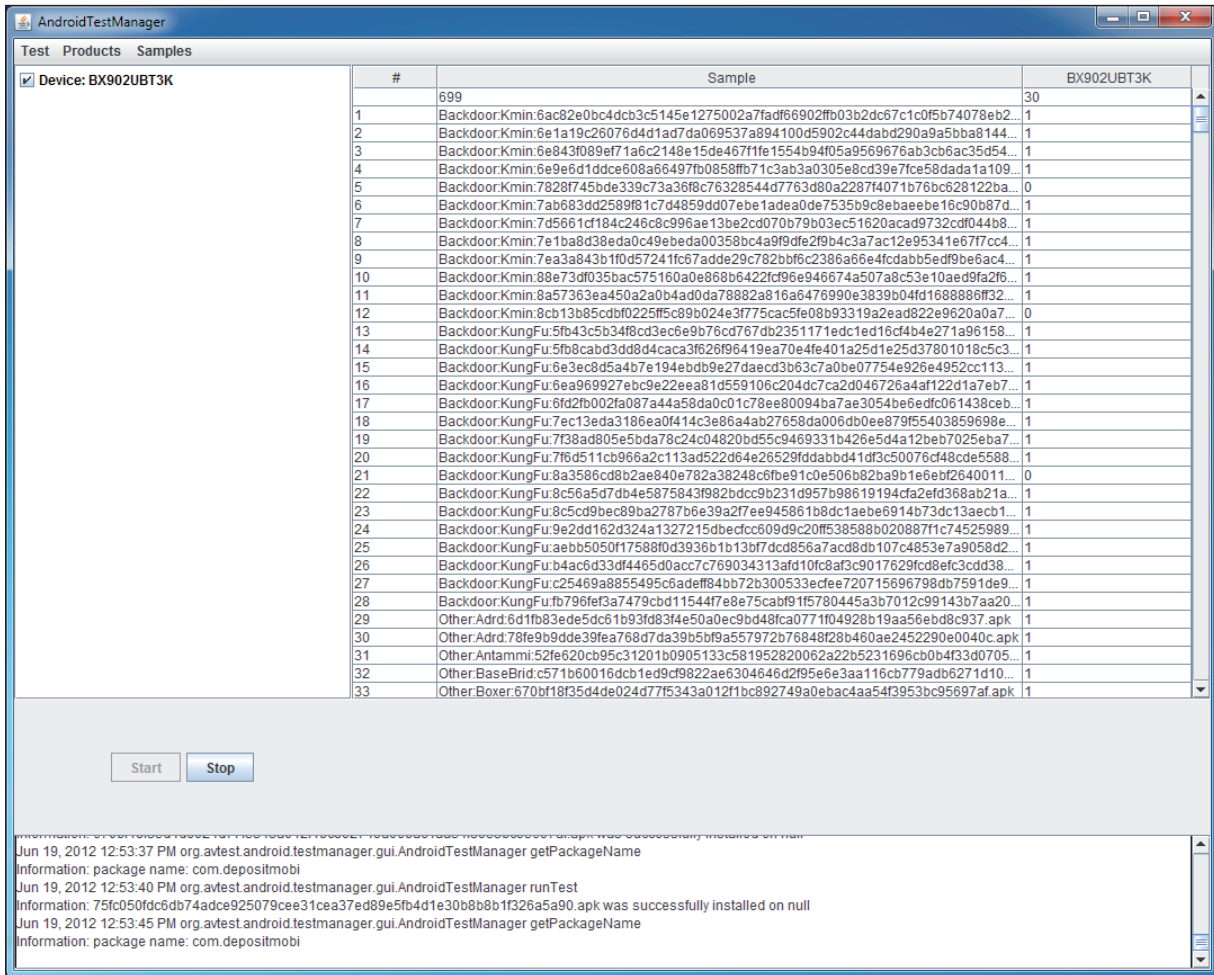 AndroidTestManager
Test Products Samples
Device: BX902UBT3K
# Sample BX902UBT3K
699 30
1 Backdoor:Kmin:6ac82e0bc4dcb3c5145e1275002a7fadf66902ffb03b2dc67c1c0f5b74078eb2... 1
2 Backdoor:Kmin:6e1a19c26076d4d1ad7da069537a894100d5902c44dabd290a9a5bba8144... 1
3 Backdoor:Kmin:6e843f089ef71a6c2148e15de467f1fe1554b94f05a9569676ab3cb6ac35d54... 1
4 Backdoor:Kmin:6e9e6d1ddce608a66497fb0858ffb71c3ab3a0305e8cd39e7fce58dada1a109... 1
5 Backdoor:Kmin:7828f745bde339c73a36f8c76328544d7763d80a2287f4071b76bc628122ba... 0
6 Backdoor:Kmin:7ab683dd2589f81c7d4859dd07ebe1adea0de7535b9c8ebaeebe16c90b87d... 1
7 Backdoor:Kmin:7d5661cf184c246c8c996ae13be2cd070b79b03ec51620acad9732cdf044b8... 1
8 Backdoor:Kmin:7e1ba8d38eda0c49ebeda00358bc4a9f9dfe2f9b4c3a7ac12e95341e67f7cc4... 1
9 Backdoor:Kmin:7ea3a843b1f0d57241fc67adde29c782bbf6c2386a66e4fcdabb5edf9be6ac4... 1
10 Backdoor:Kmin:88e73df035bac575160a0e868b6422fcf96e946674a507a8c53e10aed9fa2f6... 1
11 Backdoor:Kmin:8a57363ea450a2a0b4ad0da78882a816a6476990e3839b04fd1688886ff32... 1
12 Backdoor:Kmin:8cb13b85cdbf0225ff5c89b024e3f775cac5fe08b93319a2ead822e9620a0a7... 0
13 Backdoor:KungFu:5fb43c5b34f8cd3ec6e9b76cd767db2351171edc1ed16cf4b4e271a96158... 1
14 Backdoor:KungFu:5fb8cabd3dd8d4caca3f626f96419ea70e4fe401a25d1e25d37801018c5c3... 1
15 Backdoor:KungFu:6e3ec8d5a4b7e194ebdb9e27daecd3b63c7a0be07754e926e4952cc113... 1
16 Backdoor:KungFu:6ea969927ebc9e22eea81d559106c204dc7ca2d046726a4af122d1a7eb7... 1
17 Backdoor:KungFu:6fd2fb002fa087a44a58da0c01c78ee80094ba7ae3054be6edfc061438ceb... 1
18 Backdoor:KungFu:7ec13eda3186ea0f414c3e86a4ab27658da006db0ee879f55403859698e... 1
19 Backdoor:KungFu:7f38ad805e5bda78c24c04820bd55c9469331b426e5d4a12beb7025eba7... 1
20 Backdoor:KungFu:7f6d511cb966a2c113ad522d64e26529fddabbd41df3c50076cf48cde5588... 1
21 Backdoor:KungFu:8a3586cd8b2ae840e782a38248c6fbe91c0e506b82ba9b1e6ebf2640011... 0
22 Backdoor:KungFu:8c56a5d7db4e5875843f982bdcc9b231d957b98619194cfa2efd368ab21a... 1
23 Backdoor:KungFu:8c5cd9bec89ba2787b6e39a2f7ee945861b8dc1aebe6914b73dc13aecb1... 1
24 Backdoor:KungFu:9e2dd162d324a1327215dbecfcc609d9c20ff538588b020887f1c74525989... 1
25 Backdoor:KungFu:aebb5050f17588f0d3936b1b13bf7dcd856a7acd8db107c4853e7a9058d2... 1
26 Backdoor:KungFu:b4ac6d33df4465d0acc7c769034313afd10fc8af3c9017629fcd8efc3cdd38... 1
27 Backdoor:KungFu:c25469a8855495c6adeff84bb72b300533ecfee720715696798db7591de9... 1
28 Backdoor:KungFu:fb796fef3a7479cbd11544f7e8e75cabf91f5780445a3b7012c99143b7aa20... 1
29 Other:Adrd:6d1fb83ede5dc61b93fd83f4e50a0ec9bd48fca0771f04928b19aa56ebd8c937.apk 1
30 Other:Adrd:78fe9b9dde39fea768d7da39b5bf9a557972b76848f28b460ae2452290e0040c.apk 1
31 Other:Antammi:52fe620cb95c31201b0905133c581952820062a22b5231696cb0b4f33d0705... 1
32 Other:BaseBrid:c571b60016dcb1ed9cf9822ae6304646d2f95e6e3aa116cb779adb6271d10... 1
33 Other:Boxer:670bf18f35d4de024d77f5343a012f1bc892749a0ebac4aa54f3953bc95697af.apk 1
Start Stop
Jun 19, 2012 12:53:37 PM org.avtest.android.testmanager.gui.AndroidTestManager getPackageName
Information: package name: com.depositmobi
Jun 19, 2012 12:53:40 PM org.avtest.android.testmanager.gui.AndroidTestManager runTest
Information: 75fc050fdc6db74adce925079cee31cea37ed89e5fb4d1e30b8b8b1f326a5a90.apk was successfully installed on null
Jun 19, 2012 12:53:45 PM org.avtest.android.testmanager.gui.AndroidTestManager getPackageName
Information: package name: com.depositmobi